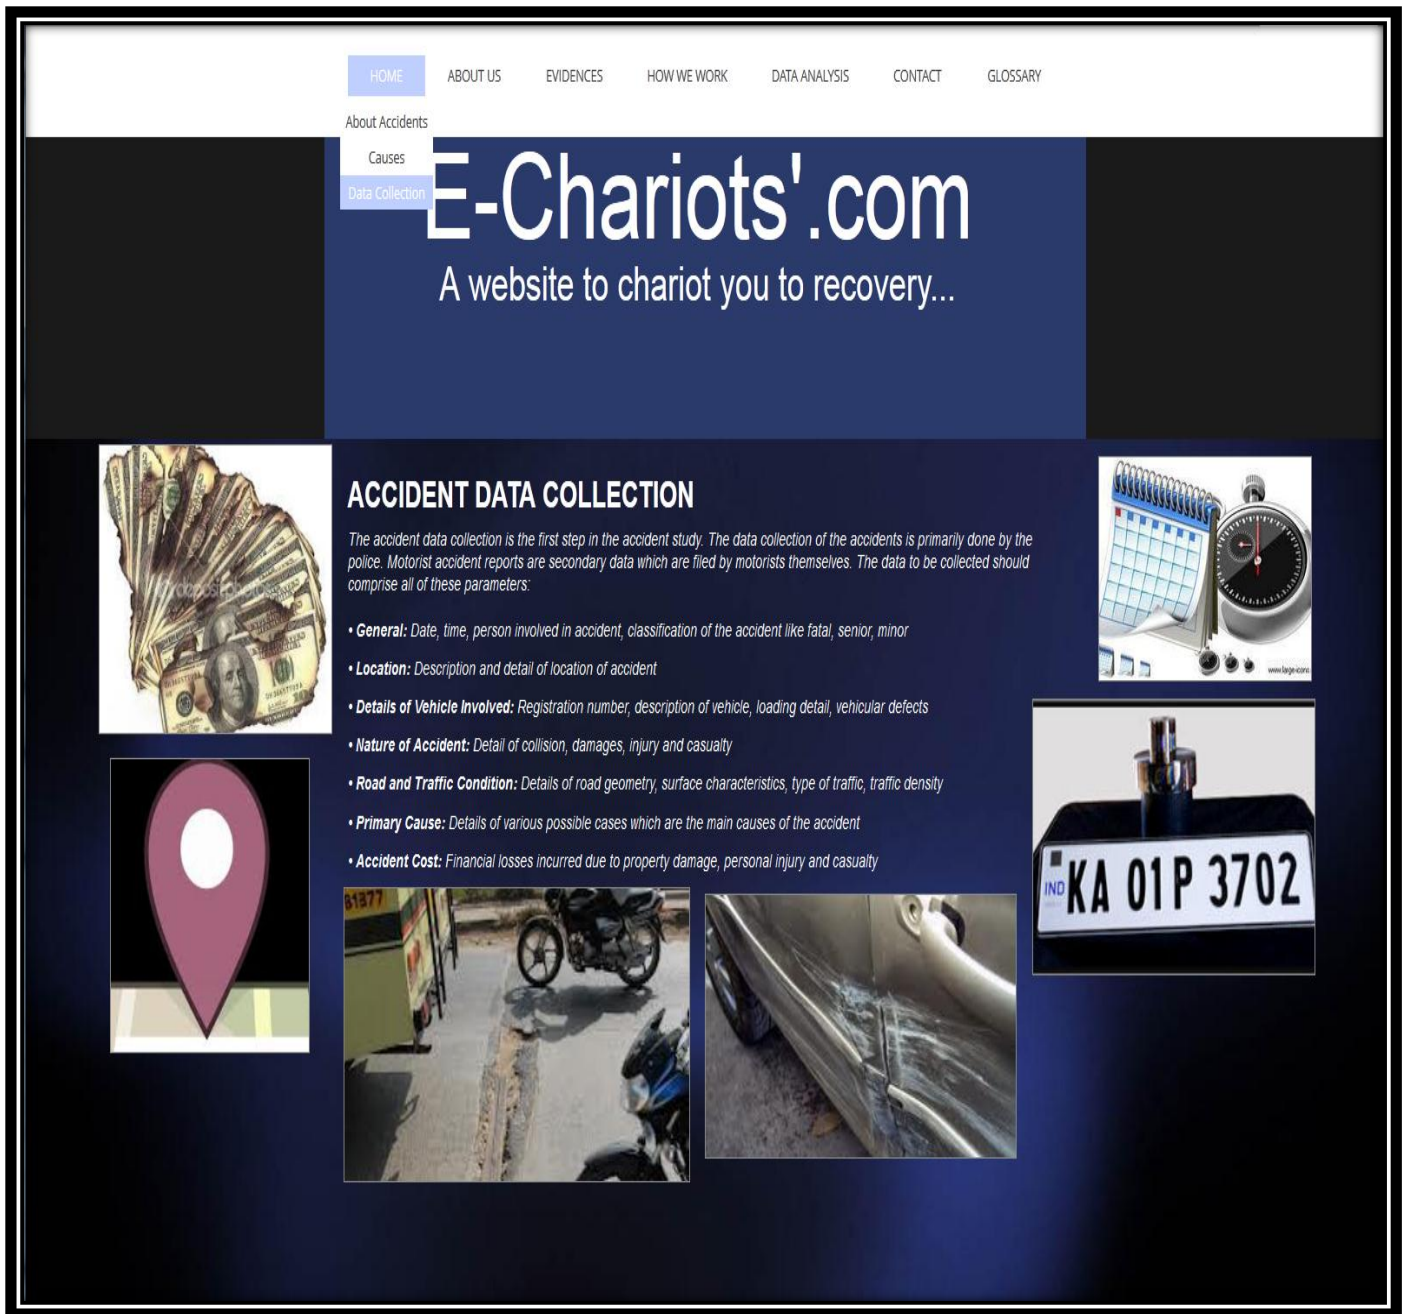 HOME ABOUT US EVIDENCES HOW WE WORK DATA ANALYSIS CONTACT GLOSSARY
About Accidents
Causes
Data Collection
E-Chariots'.com
A website to chariot you to recovery...
ACCIDENT DATA COLLECTION
The accident data collection is the first step in the accident study. The data collection of the accidents is primarily done by the
police. Motorist accident reports are secondary data which are filed by motorists themselves. The data to be collected should
comprise all of these parameters:
• General: Date, time, person involved in accident, classification of the accident like fatal, senior, minor
• Location: Description and detail of location of accident
• Details of Vehicle Involved: Registration number, description of vehicle, loading detail, vehicular defects
• Nature of Accident: Detail of collision, damages, injury and casualty
• Road and Traffic Condition: Details of road geometry, surface characteristics, type of traffic, traffic density
• Primary Cause: Details of various possible cases which are the main causes of the accident
• Accident Cost: Financial losses incurred due to property damage, personal injury and casualty
depositphotos
www.large-icons
IND KA 01 P 3702
81377